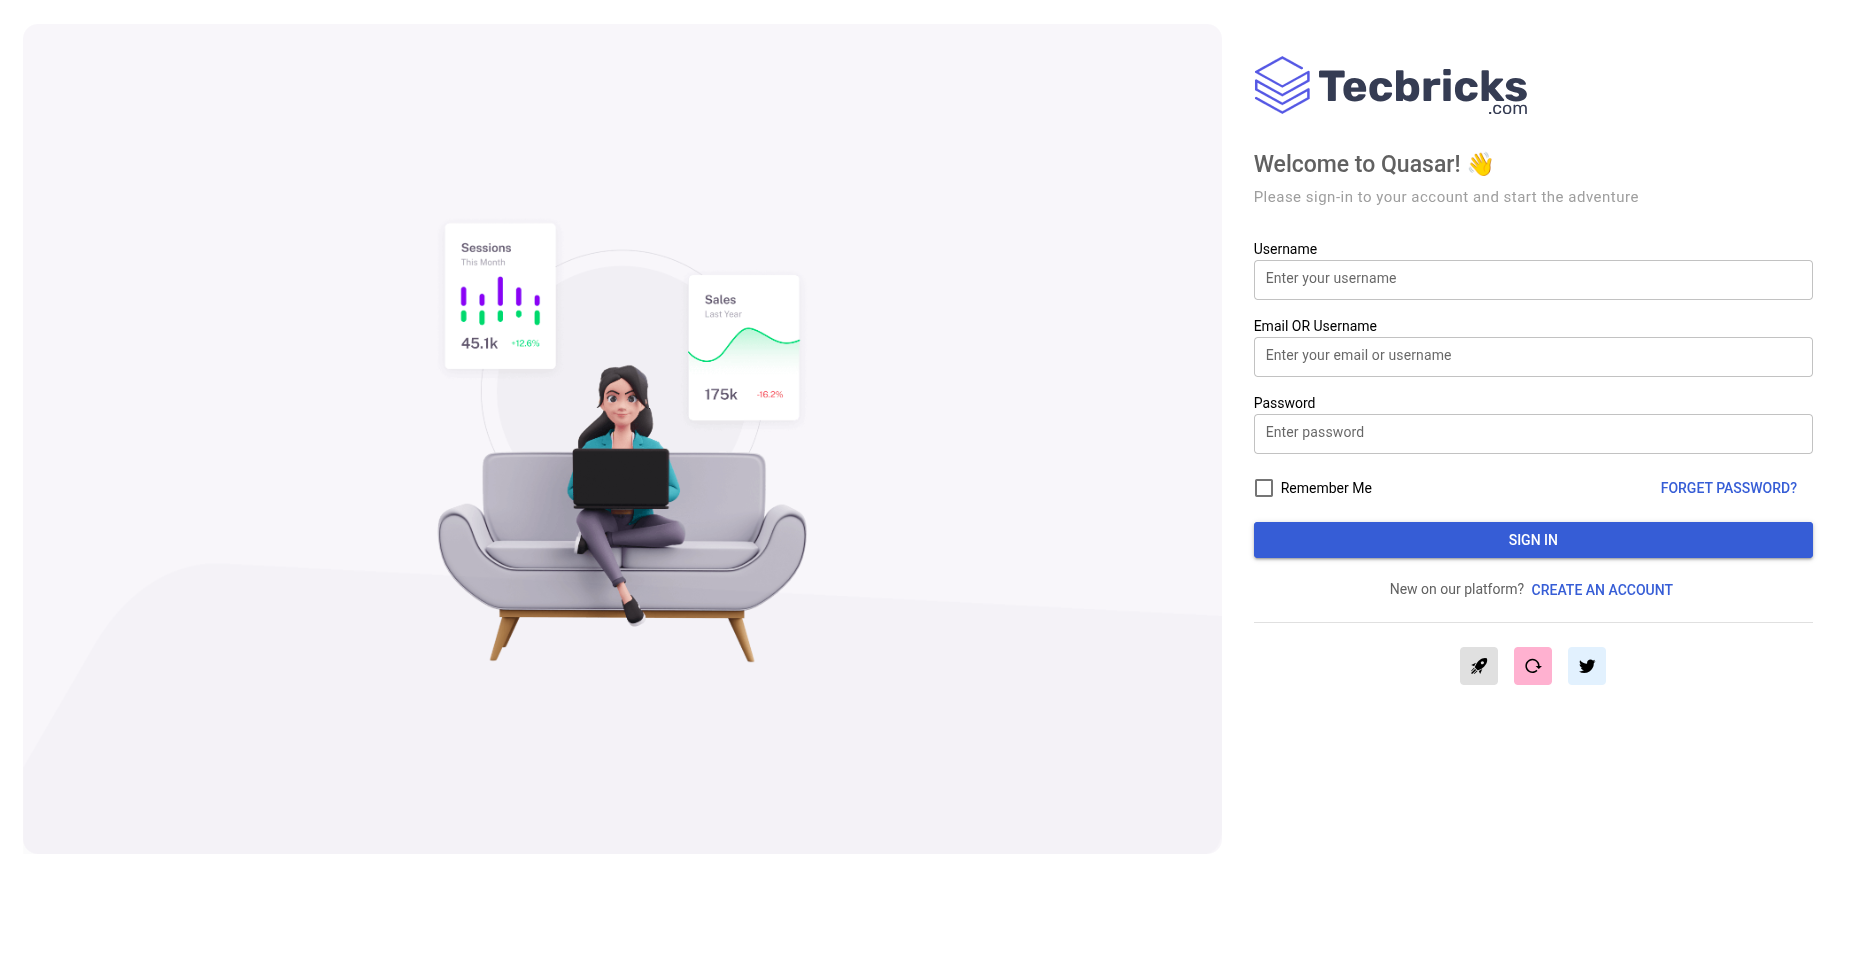 Sessions
This Month
45.1k +12.6%
Sales
Last Year
175k -16.2%
Tecbricks
.com
Welcome to Quasar! 👋
Please sign-in to your account and start the adventure
Username
Enter your username
Email OR Username
Enter your email or username
Password
Enter password
Remember Me FORGET PASSWORD?
SIGN IN
New on our platform? CREATE AN ACCOUNT